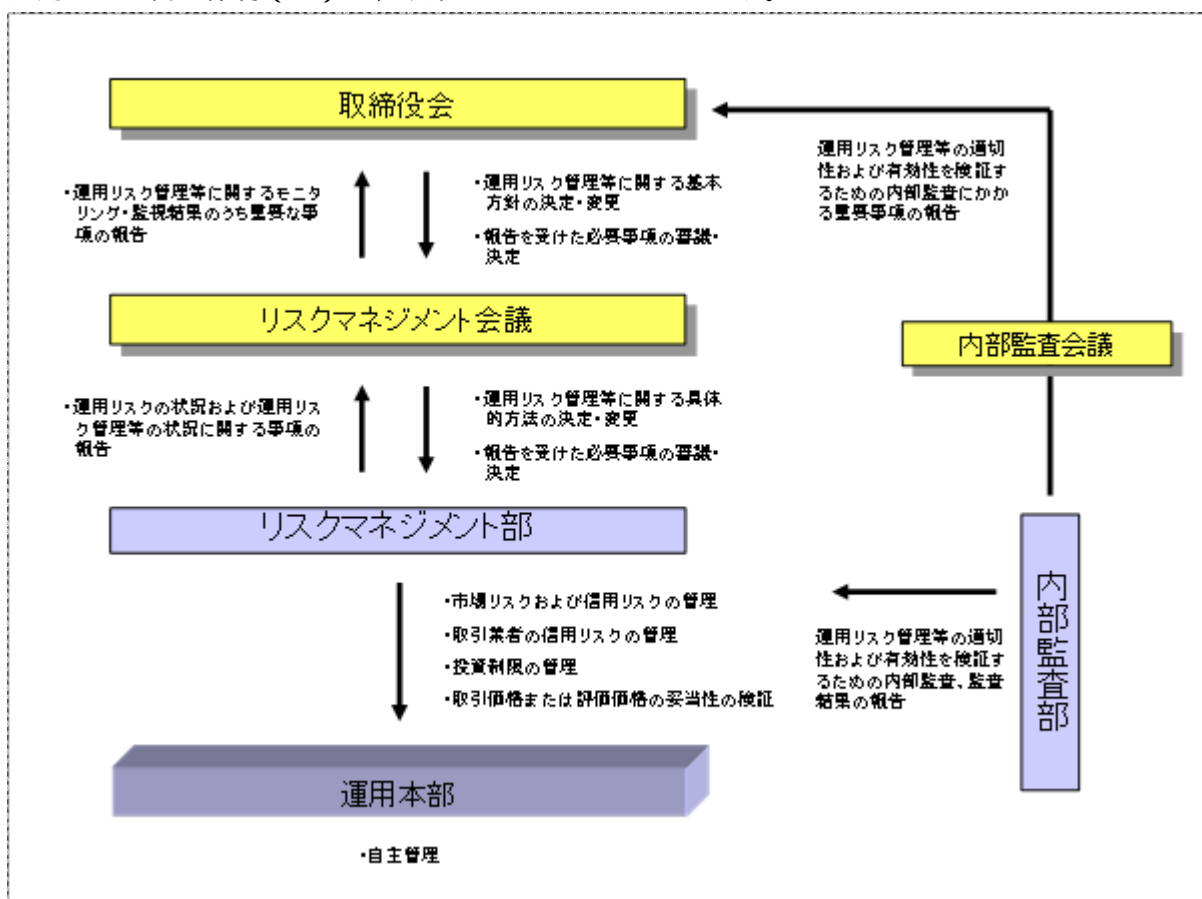 取締役会
・運用リスク管理等に関するモニタ
リング・監視結果のうち重要な事
項の報告
・運用リスク管理等に関する基本
方針の決定・変更
・報告を受けた必要事項の審議・
決定
運用リスク管理等の適切
性および有効性を検証す
るための内部監査にかか
る重要事項の報告
リスクマネジメント会議
内部監査会議
・運用リスクの状況および運用リス
ク管理等の状況に関する事項の
報告
・運用リスク管理等に関する具体
的方法の決定・変更
・報告を受けた必要事項の審議・
決定
リスクマネジメント部
内部監査部
・市場リスクおよび信用リスクの管理
・取引業者の信用リスクの管理
・投資制限の管理
・取引価格または評価価格の妥当性の検証
運用リスク管理等の適切
性および有効性を検証す
るための内部監査、監査
結果の報告
運用本部
・自主管理